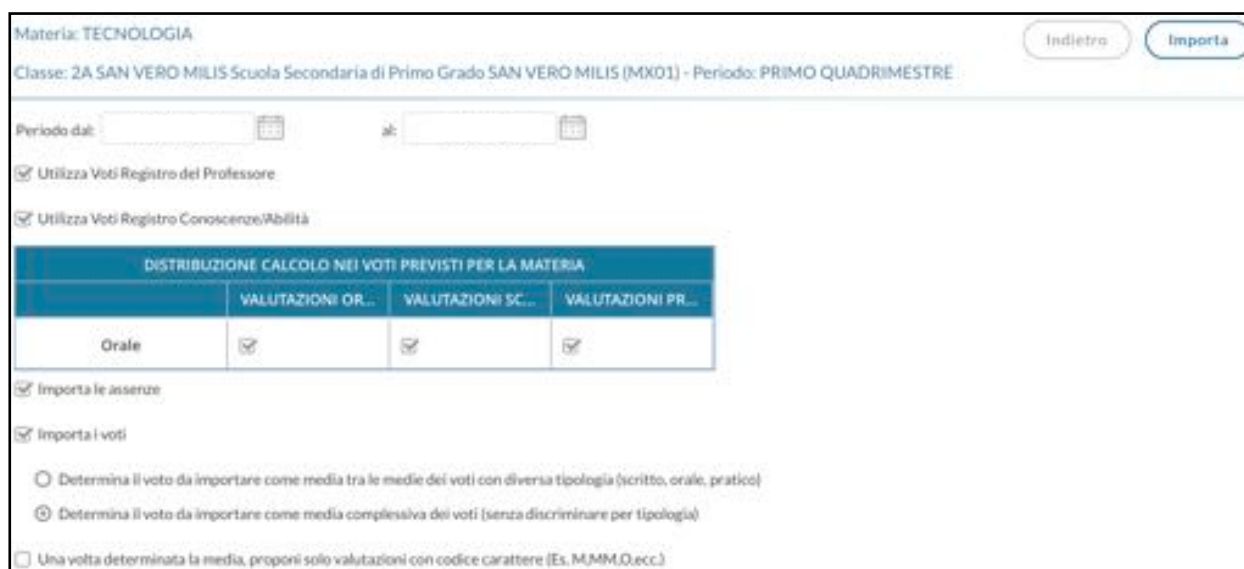 Materia: TECNOLOGIA
Indietro
Importa
Classe: 2A SAN VERO MILIS Scuola Secondaria di Primo Grado SAN VERO MILIS (MX01) - Periodo: PRIMO QUADRIMESTRE
Periodo dal: al:
Utilizza Voti Registro del Professore
Utilizza Voti Registro Conoscenze/Abilità
DISTRIBUZIONE CALCOLO NEI VOTI PREVISTI PER LA MATERIA
VALUTAZIONI OR... VALUTAZIONI SC... VALUTAZIONI PR...
Orale
Importa le assenze
Importa i voti
Determina il voto da importare come media tra le medie dei voti con diversa tipologia (scritto, orale, pratico)
Determina il voto da importare come media complessiva dei voti (senza discriminare per tipologia)
Una volta determinata la media, proponi solo valutazioni con codice carattere (Es. M,MM,O,ecc.)